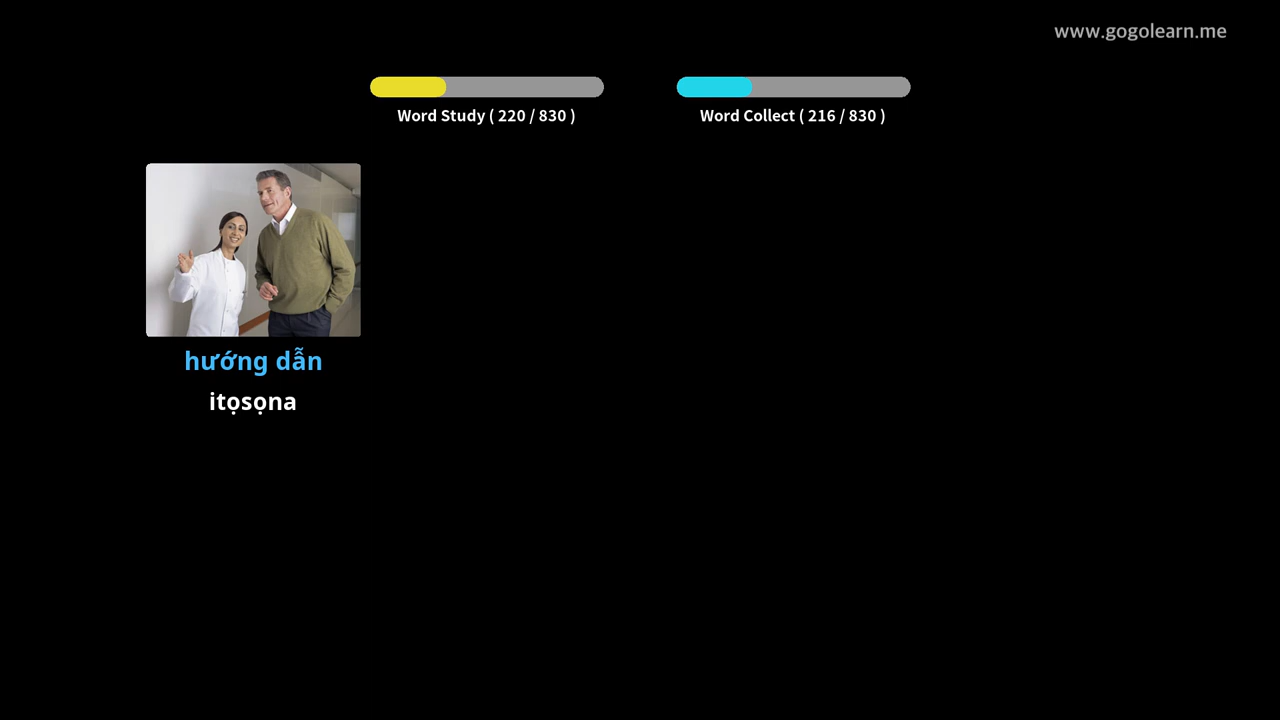 www.gogolearn.me
Word Study ( 220 / 830 )
Word Collect ( 216 / 830 )
hướng dẫn
itọsọna